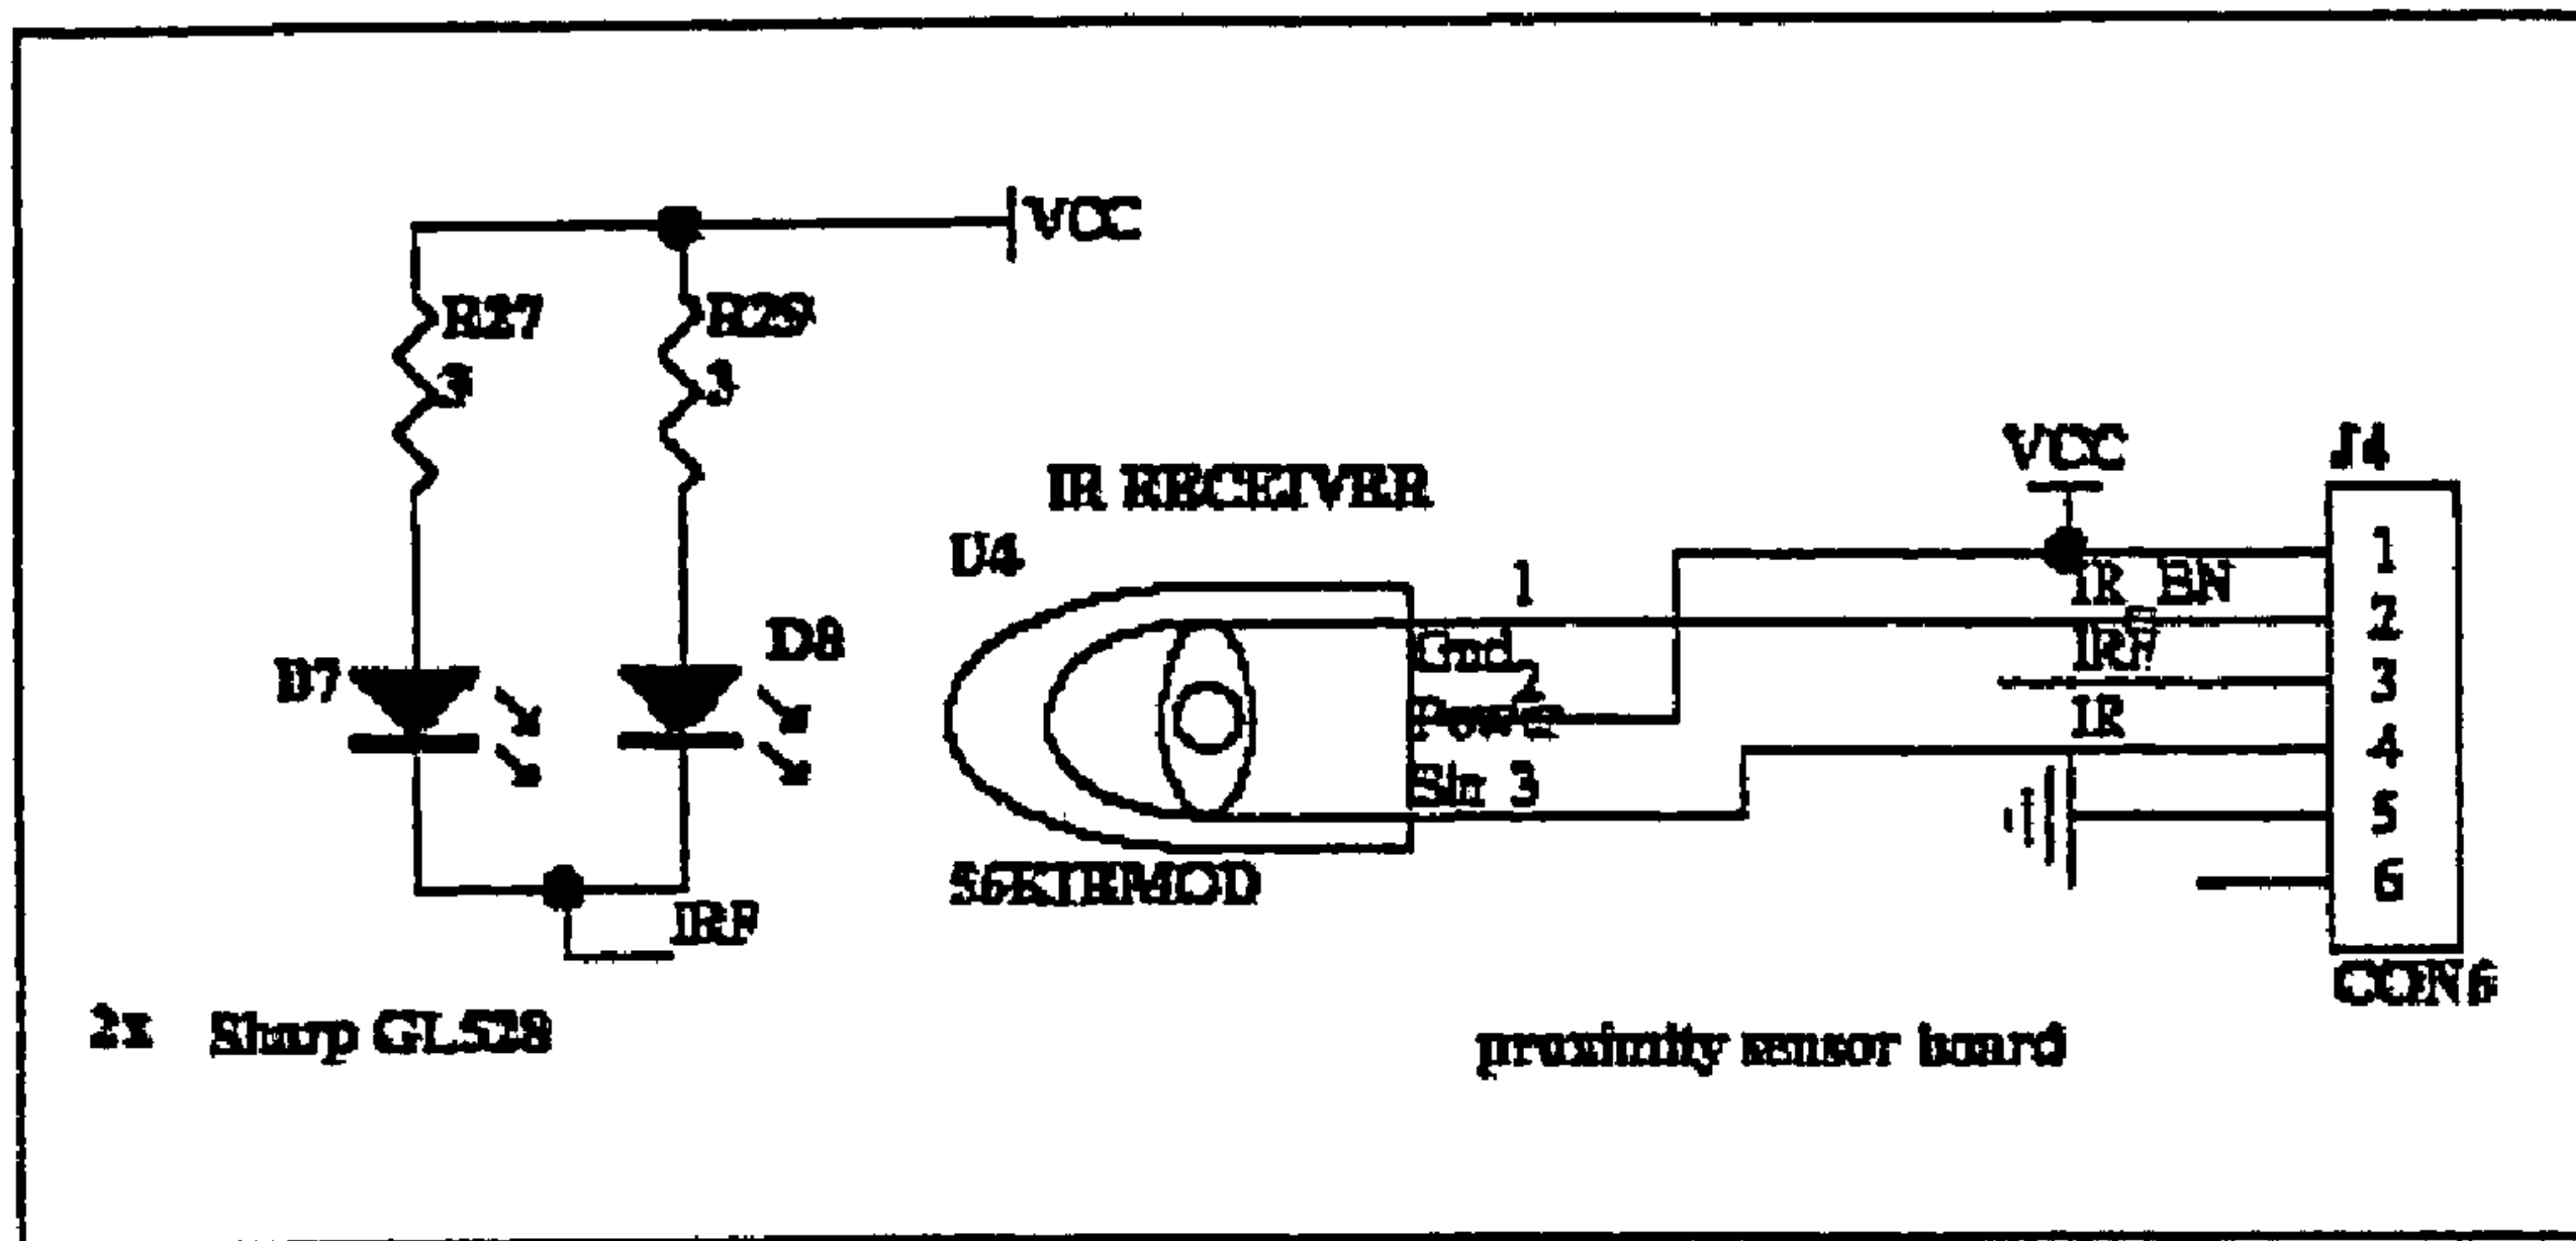 VCC
R27
3
R29
3
D7
D8
IRF
2x Sharp GL528
IR RECEIVER
U4
1
Gnd
2
Power
3
56KIRMOD
VCC
J4
IR_EN
IR
1
2
3
4
5
6
CON6
proximity sensor board